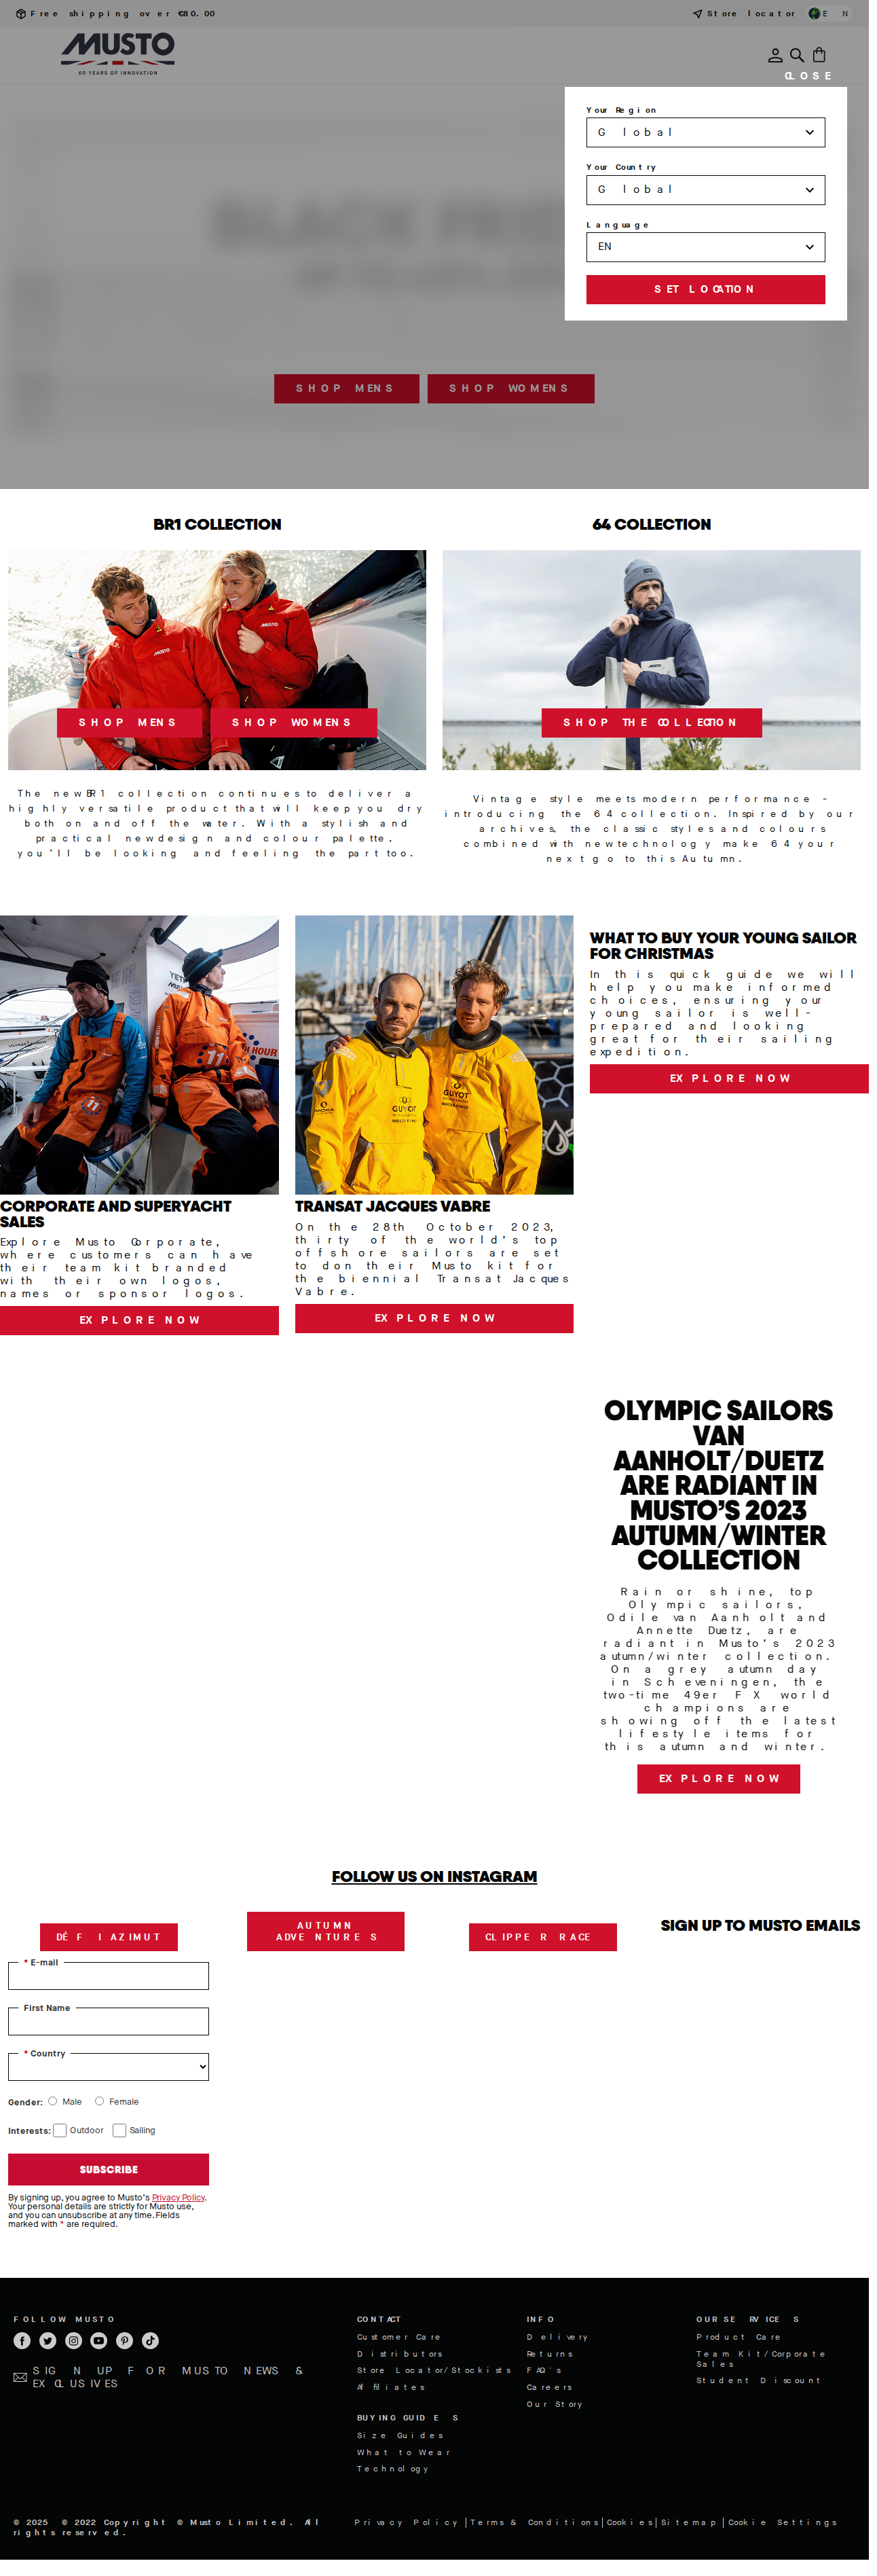 Free shipping over €80.00
Store locator
EN
MUSTO
60 YEARS OF INNOVATION
CLOSE
Your Region
Global
Your Country
Global
Language
EN
SET LOCATION
BLACK FRID
SHOP MENS
SHOP WOMENS
BR1 COLLECTION
SHOP MENS
SHOP WOMENS
The new BR1 collection continues to deliver a
highly versatile product that will keep you dry
both on and off the water. With a stylish and
practical new design and colour palette,
you'll be looking and feeling the part too.
64 COLLECTION
SHOP THE COLLECTION
Vintage style meets modern performance -
introducing the 64 collection. Inspired by our
archives, the classic styles and colours
combined with new technology make 64 your
next go to this Autumn.
CORPORATE AND SUPERYACHT
SALES
Explore Musto Corporate,
where customers can have
their team kit branded
with their own logos,
names or sponsor logos.
EXPLORE NOW
GUYOT
GUYOT
TRANSAT JACQUES VABRE
On the 28th October 2023,
thirty of the world's top
offshore sailors are set
to don their Musto kit for
the biennial Transat Jacques
Vabre.
EXPLORE NOW
WHAT TO BUY YOUR YOUNG SAILOR
FOR CHRISTMAS
In this quick guide we will
help you make informed
choices, ensuring your
young sailor is well-
prepared and looking
great for their sailing
expedition.
EXPLORE NOW
OLYMPIC SAILORS
VAN
AANHOLT/DUETZ
ARE RADIANT IN
MUSTO’S 2023
AUTUMN/WINTER
COLLECTION
Rain or shine, top
Olympic sailors,
Odile van Aanholt and
Annette Duetz, are
radiant in Musto’s 2023
autumn/winter collection.
On a grey autumn day
in Scheveningen, the
two-time 49er FX world
champions are
showing off the latest
lifestyle items for
this autumn and winter.
EXPLORE NOW
FOLLOW US ON INSTAGRAM
DÉFI AZIMUT
AUTUMN
ADVENTURES
CLIPPER RACE
SIGN UP TO MUSTO EMAILS
* E-mail
First Name
* Country
Gender: Male Female
Interests: Outdoor Sailing
SUBSCRIBE
By signing up, you agree to Musto's Privacy Policy.
Your personal details are strictly for Musto use,
and you can unsubscribe at any time. Fields
marked with * are required.
FOLLOW MUSTO
SIGN UP FOR MUSTO NEWS &
EXCLUSIVES
CONTACT
Customer Care
Distributors
Store Locator/Stockists
Affiliates
BUYING GUIDES
Size Guides
What to Wear
Technology
INFO
Delivery
Returns
FAQ's
Careers
Our Story
OUR SERVICES
Product Care
Team Kit/Corporate
Sales
Student Discount
© 2025 © 2022 Copyright © Musto Limited. All
rights reserved.
Privacy Policy | Terms & Conditions | Cookies | Sitemap | Cookie Settings